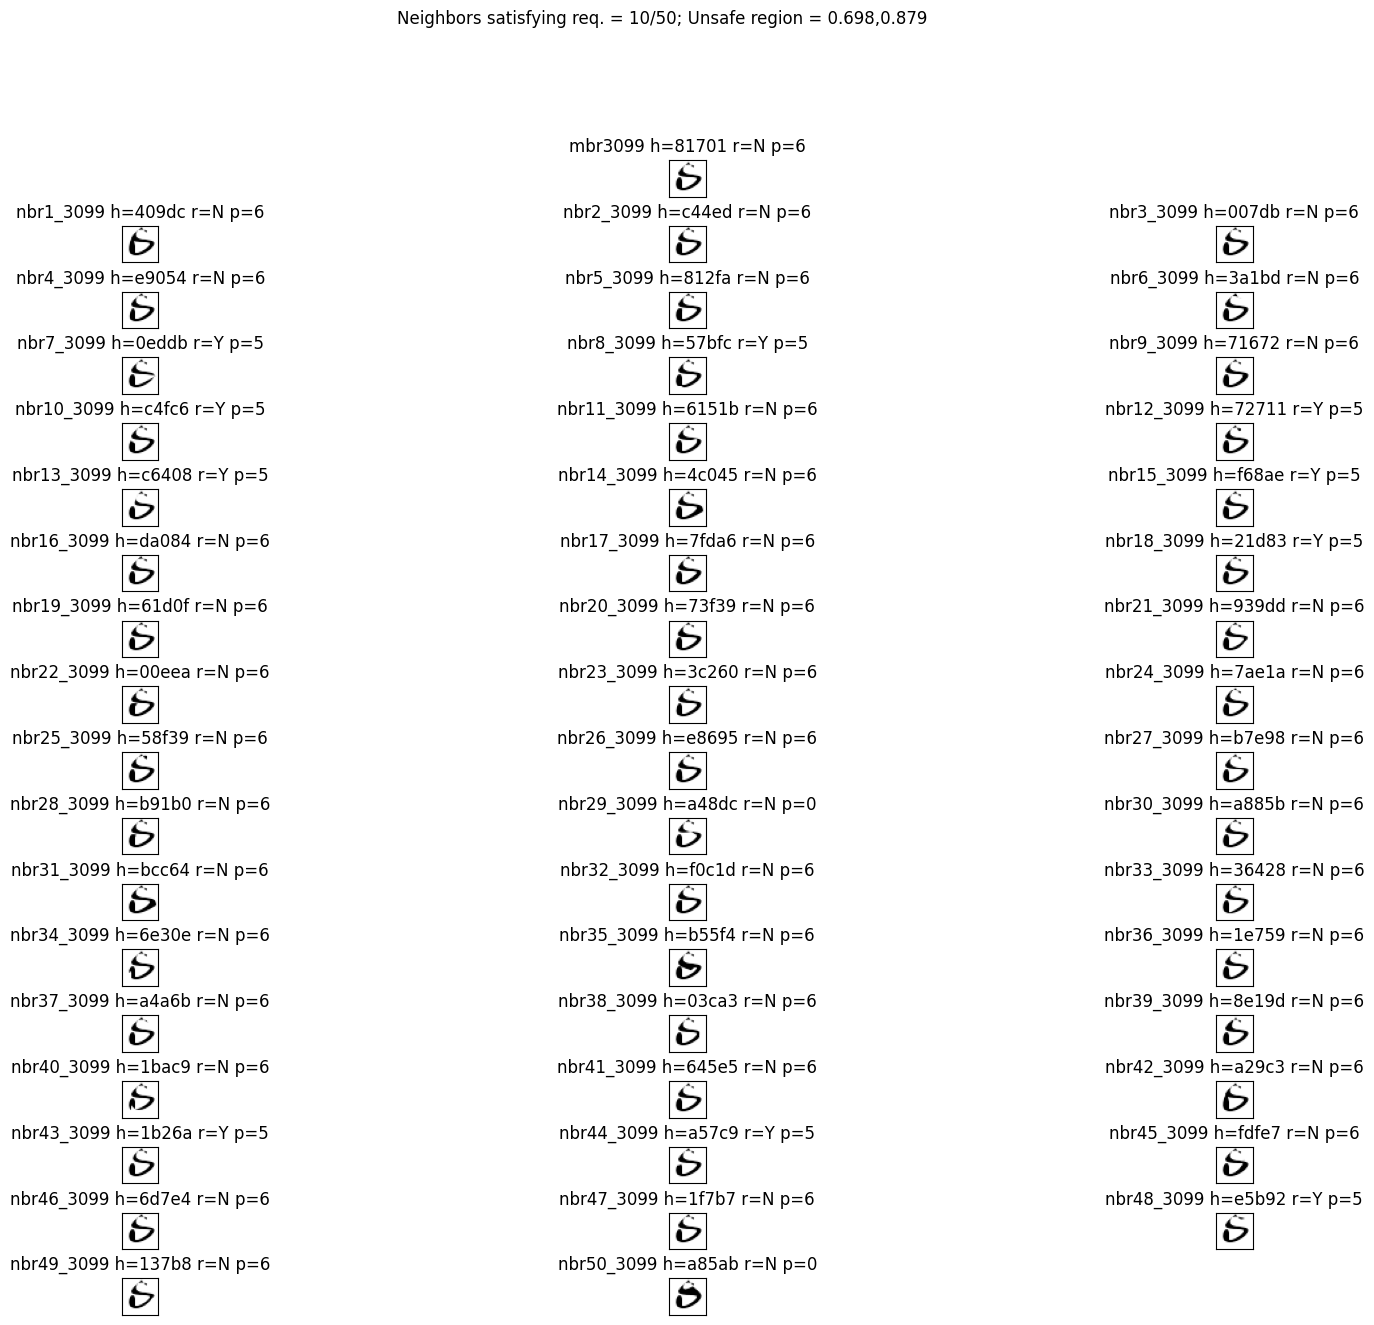 Neighbors satisfying req. = 10/50; Unsafe region = 0.698,0.879
mbr3099 h=81701 r=N p=6
nbr1_3099 h=409dc r=N p=6 nbr2_3099 h=c44ed r=N p=6 nbr3_3099 h=007db r=N p=6
nbr4_3099 h=e9054 r=N p=6 nbr5_3099 h=812fa r=N p=6 nbr6_3099 h=3a1bd r=N p=6
nbr7_3099 h=0eddb r=Y p=5 nbr8_3099 h=57bfc r=Y p=5 nbr9_3099 h=71672 r=N p=6
nbr10_3099 h=c4fc6 r=Y p=5 nbr11_3099 h=6151b r=N p=6 nbr12_3099 h=72711 r=Y p=5
nbr13_3099 h=c6408 r=Y p=5 nbr14_3099 h=4c045 r=N p=6 nbr15_3099 h=f68ae r=Y p=5
nbr16_3099 h=da084 r=N p=6 nbr17_3099 h=7fda6 r=N p=6 nbr18_3099 h=21d83 r=Y p=5
nbr19_3099 h=61d0f r=N p=6 nbr20_3099 h=73f39 r=N p=6 nbr21_3099 h=939dd r=N p=6
nbr22_3099 h=00eea r=N p=6 nbr23_3099 h=3c260 r=N p=6 nbr24_3099 h=7ae1a r=N p=6
nbr25_3099 h=58f39 r=N p=6 nbr26_3099 h=e8695 r=N p=6 nbr27_3099 h=b7e98 r=N p=6
nbr28_3099 h=b91b0 r=N p=6 nbr29_3099 h=a48dc r=N p=0 nbr30_3099 h=a885b r=N p=6
nbr31_3099 h=bcc64 r=N p=6 nbr32_3099 h=f0c1d r=N p=6 nbr33_3099 h=36428 r=N p=6
nbr34_3099 h=6e30e r=N p=6 nbr35_3099 h=b55f4 r=N p=6 nbr36_3099 h=1e759 r=N p=6
nbr37_3099 h=a4a6b r=N p=6 nbr38_3099 h=03ca3 r=N p=6 nbr39_3099 h=8e19d r=N p=6
nbr40_3099 h=1bac9 r=N p=6 nbr41_3099 h=645e5 r=N p=6 nbr42_3099 h=a29c3 r=N p=6
nbr43_3099 h=1b26a r=Y p=5 nbr44_3099 h=a57c9 r=Y p=5 nbr45_3099 h=fdfe7 r=N p=6
nbr46_3099 h=6d7e4 r=N p=6 nbr47_3099 h=1f7b7 r=N p=6 nbr48_3099 h=e5b92 r=Y p=5
nbr49_3099 h=137b8 r=N p=6 nbr50_3099 h=a85ab r=N p=0